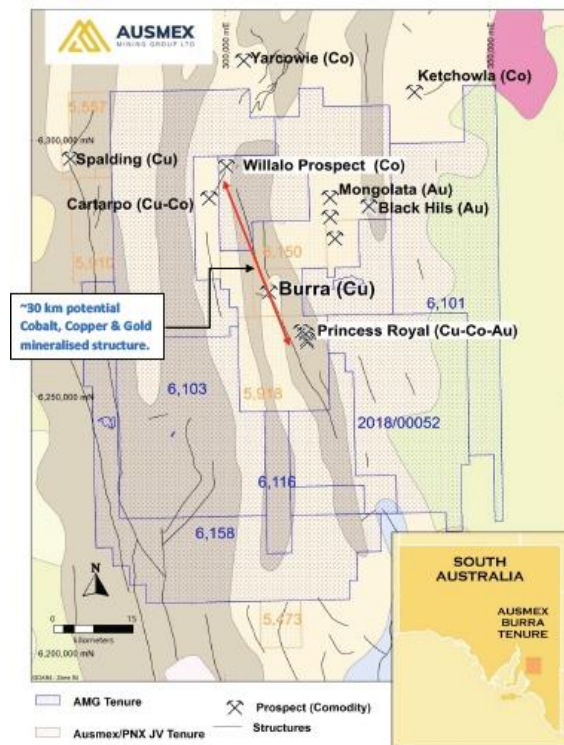 AUSMEX
MINING GROUP LTD
Yarcowie (Co)
300,000 mE
Ketchowla (Co)
5,557
6,300,000 mN
Spalding (Cu)
Willalo Prospect (Co)
Cartarpo (Cu-Co)
Mongolata (Au)
Black Hils (Au)
5,910
Burra (Cu)
6,101
~30 km potential
Cobalt, Copper & Gold
mineralised structure.
Princess Royal (Cu-Co-Au)
6,103
5,918
6,250,000 mN
2018/00052
6,116
6,158
N
SOUTH
AUSTRALIA
AUSMEX
BURRA
TENURE
0
15
kilometers
5,473
6,200,000 mN
AMG Tenure
Prospect (Comodity)
Ausmex/PNX JV Tenure
Structures